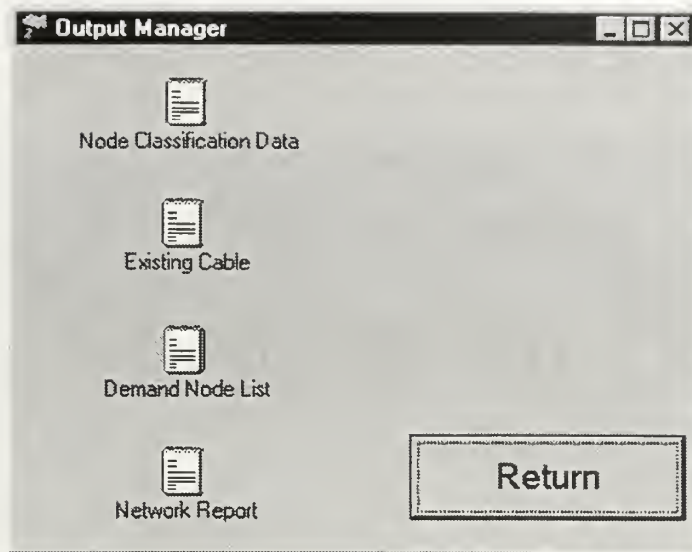 Output Manager
Node Classification Data
Existing Cable
Demand Node List
Network Report
Return